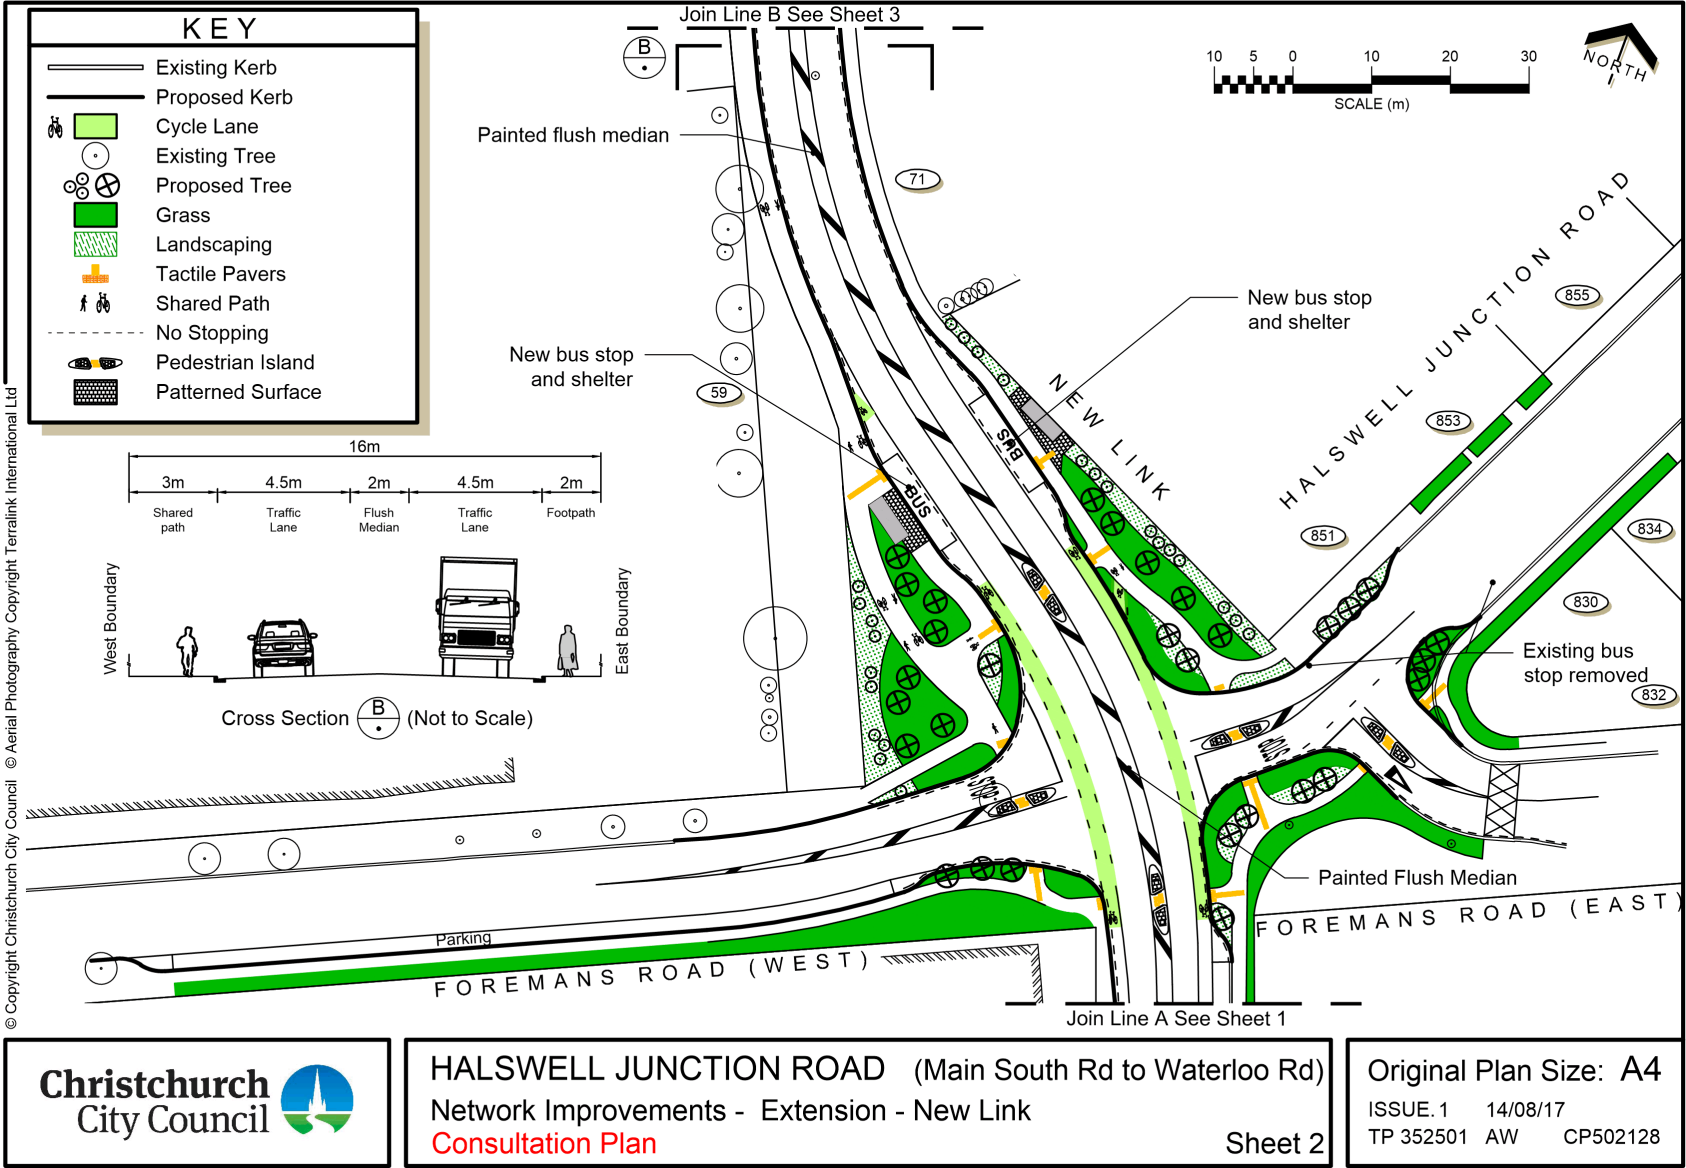 Join Line B See Sheet 3
KEY
Existing Kerb
Proposed Kerb
Cycle Lane
Existing Tree
Proposed Tree
Grass
Landscaping
Tactile Pavers
Shared Path
No Stopping
Pedestrian Island
Patterned Surface
B
10 5 0 10 20 30
SCALE (m)
NORTH
Painted flush median
71
New bus stop
and shelter
New bus stop
and shelter
59
NEW LINK
HALSWELL JUNCTION ROAD
855
853
851
834
830
832
BUS
BUS
Existing bus
stop removed
16m
3m 4.5m 2m 4.5m 2m
Shared
path
Traffic
Lane
Flush
Median
Traffic
Lane
Footpath
West Boundary
East Boundary
Cross Section B (Not to Scale)
STOP
STOP
Painted Flush Median
FOREMANS ROAD (EAST)
Parking
FOREMANS ROAD (WEST)
Join Line A See Sheet 1
© Copyright Christchurch City Council © Aerial Photography Copyright Terralink International Ltd
Christchurch
City Council
HALSWELL JUNCTION ROAD (Main South Rd to Waterloo Rd)
Network Improvements - Extension - New Link
Consultation Plan
Sheet 2
Original Plan Size: A4
ISSUE.1 14/08/17
TP 352501 AW CP502128